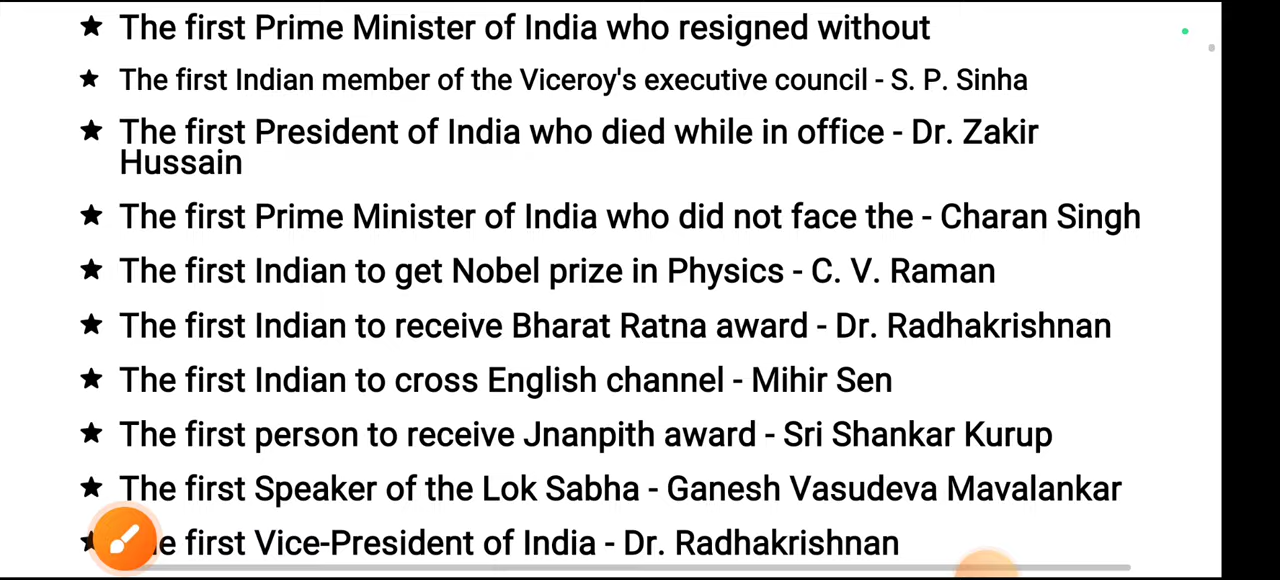 ★ The first Prime Minister of India who resigned without
★ The first Indian member of the Viceroy's executive council - S. P. Sinha
★ The first President of India who died while in office - Dr. Zakir
Hussain
★ The first Prime Minister of India who did not face the - Charan Singh
★ The first Indian to get Nobel prize in Physics - C. V. Raman
★ The first Indian to receive Bharat Ratna award - Dr. Radhakrishnan
★ The first Indian to cross English channel - Mihir Sen
★ The first person to receive Jnanpith award - Sri Shankar Kurup
★ The first Speaker of the Lok Sabha - Ganesh Vasudeva Mavalankar
★ first Vice-President of India - Dr. Radhakrishnan